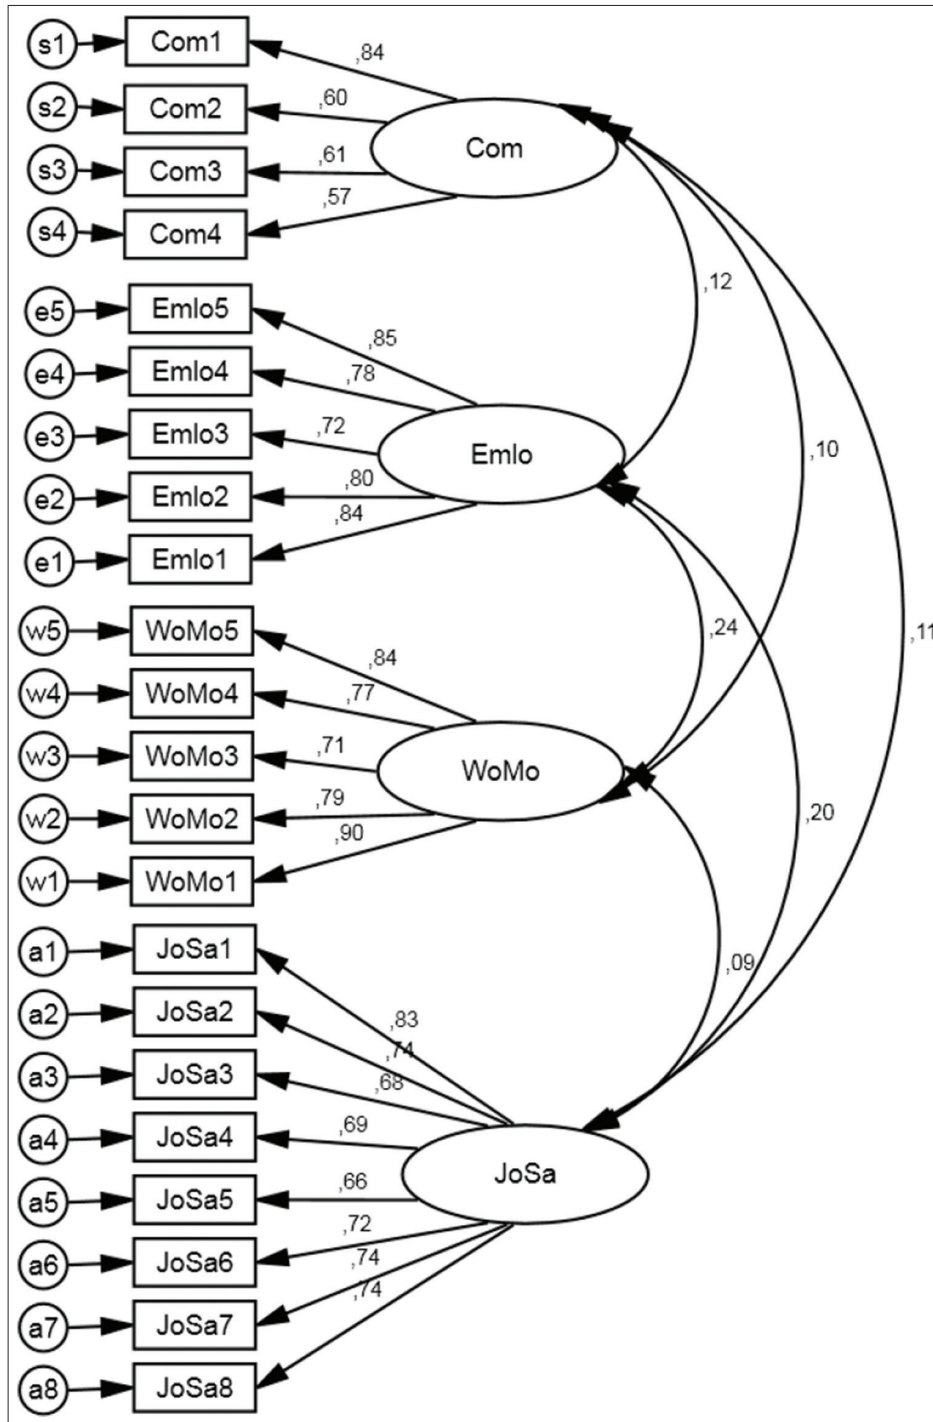 s1 Com1 ,84
s2 Com2 ,60
s3 Com3 ,61
s4 Com4 ,57
Com
,12
e5 Emlo5 ,85
e4 Emlo4 ,78
e3 Emlo3 ,72
e2 Emlo2 ,80
e1 Emlo1 ,84
Emlo
,10
,24
,11
w5 WoMo5 ,84
w4 WoMo4 ,77
w3 WoMo3 ,71
w2 WoMo2 ,79
w1 WoMo1 ,90
WoMo
,20
,09
a1 JoSa1 ,83
a2 JoSa2 ,74
a3 JoSa3 ,68
a4 JoSa4 ,69
a5 JoSa5 ,66
a6 JoSa6 ,72
a7 JoSa7 ,74
a8 JoSa8 ,74
JoSa